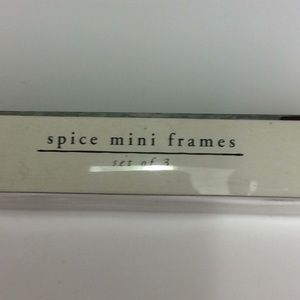 spice mini frames
set of 3